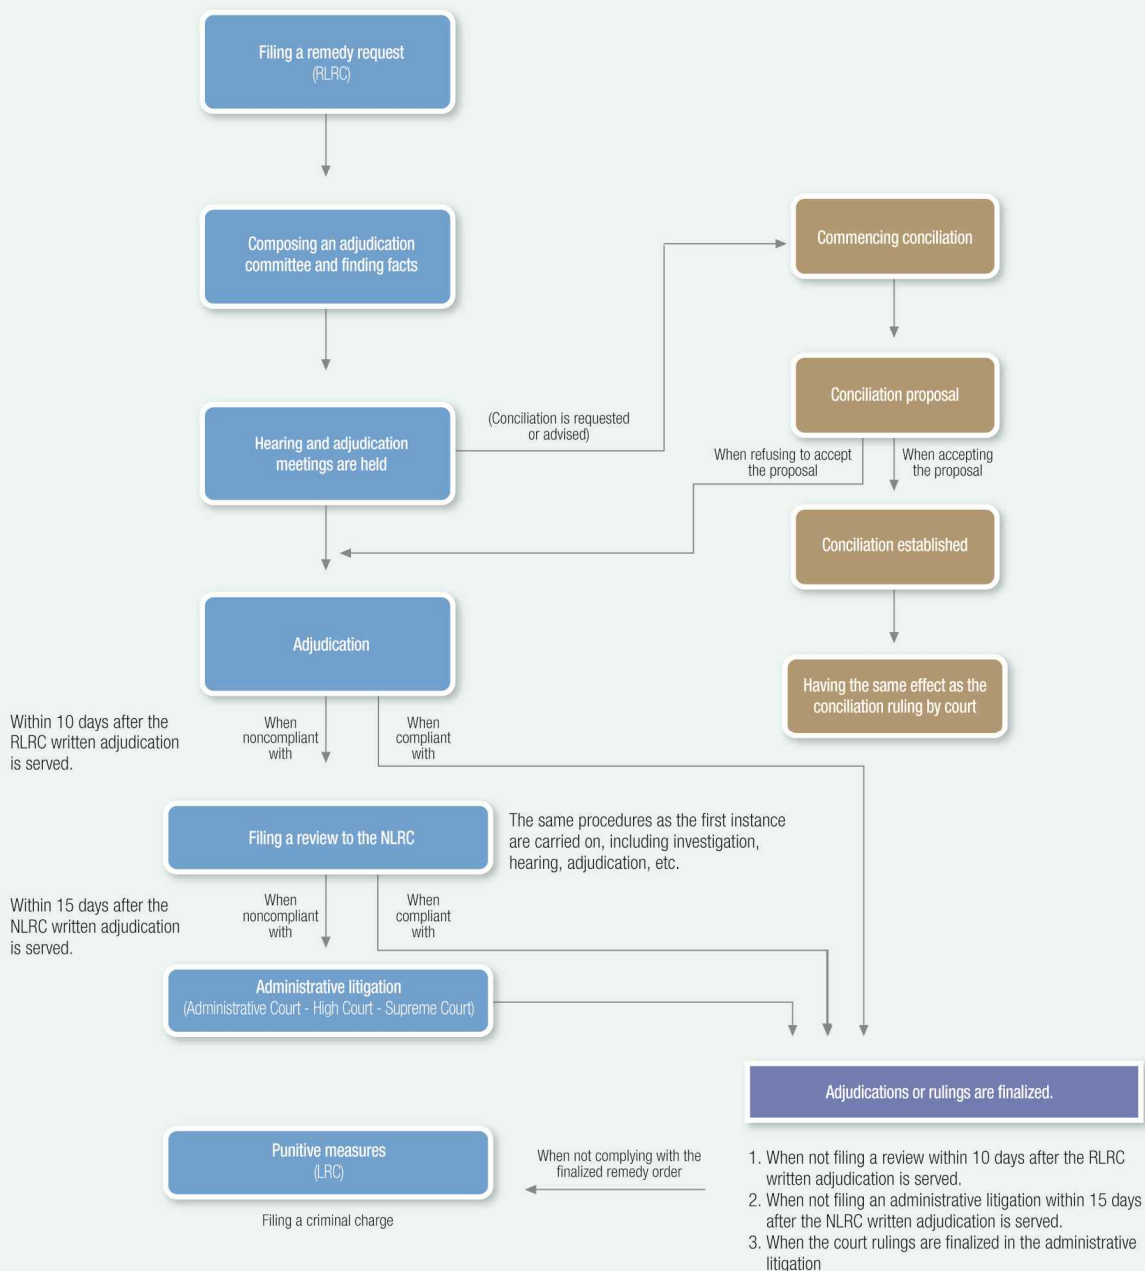 Filing a remedy request
(RLRC)
Composing an adjudication
committee and finding facts
Commencing conciliation
Conciliation proposal
Hearing and adjudication
meetings are held
(Conciliation is requested
or advised)
When refusing to accept
the proposal
When accepting
the proposal
Conciliation established
Adjudication
Having the same effect as the
conciliation ruling by court
Within 10 days after the
RLRC written adjudication
is served.
When
noncompliant
with
When
compliant
with
Filing a review to the NLRC
The same procedures as the first instance
are carried on, including investigation,
hearing, adjudication, etc.
Within 15 days after the
NLRC written adjudication
is served.
When
noncompliant
with
When
compliant
with
Administrative litigation
(Administrative Court - High Court - Supreme Court)
Adjudications or rulings are finalized.
Punitive measures
(LRC)
When not complying with the
finalized remedy order
Filing a criminal charge
1. When not filing a review within 10 days after the RLRC
written adjudication is served.
2. When not filing an administrative litigation within 15 days
after the NLRC written adjudication is served.
3. When the court rulings are finalized in the administrative
litigation